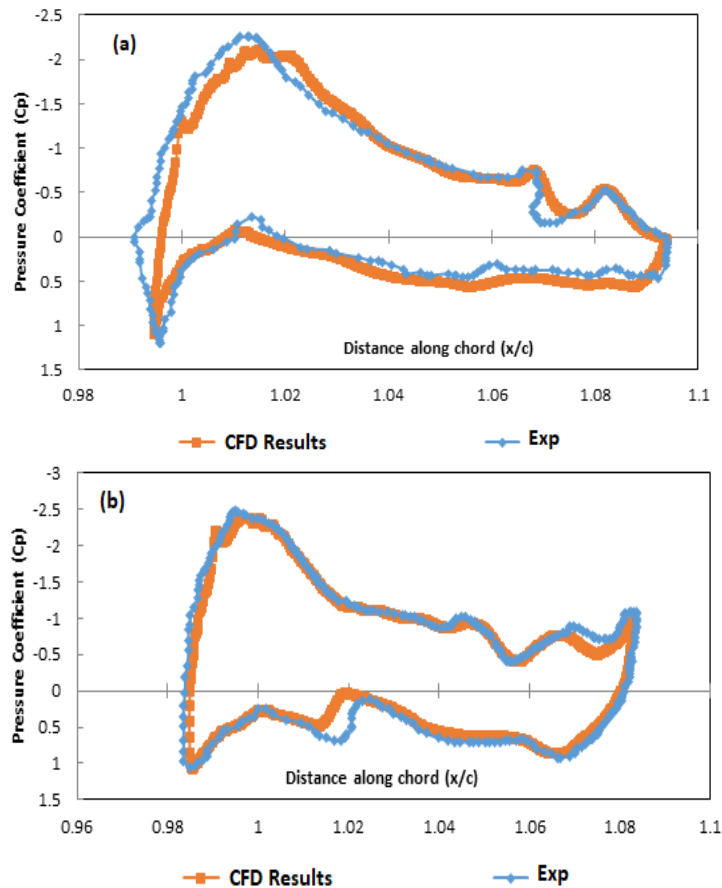 (a)
Pressure Coefficient (Cp)
-2.5
-2
-1.5
-1
-0.5
0
0.5
1
1.5
Distance along chord (x/c)
0.98 1 1.02 1.04 1.06 1.08 1.1
CFD Results Exp
(b)
Pressure Coefficient (Cp)
-3
-2.5
-2
-1.5
-1
-0.5
0
0.5
1
1.5
Distance along chord (x/c)
0.96 0.98 1 1.02 1.04 1.06 1.08 1.1
CFD Results Exp